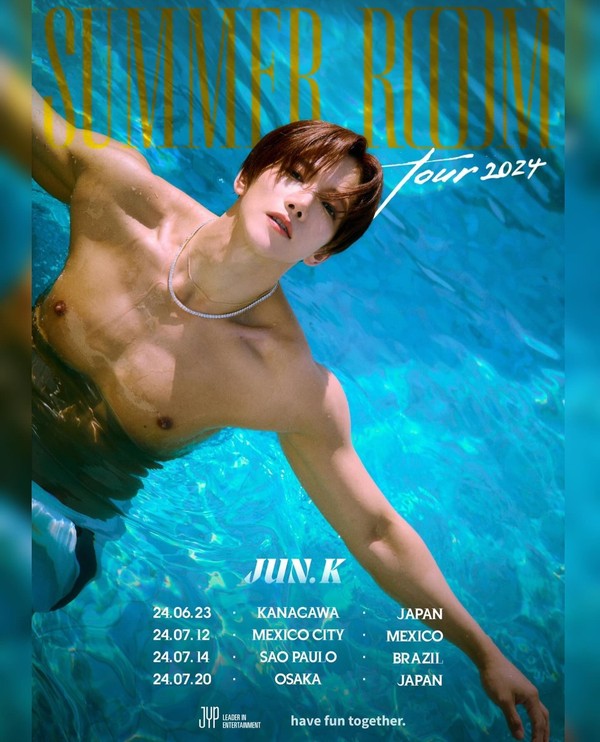 SUMMER ROOM
Tour 2024
JUN. K
24.06.23 · KANAGAWA · JAPAN
24.07.12 · MEXICO CITY · MEXICO
24.07.14 · SAO PAULO · BRAZIL
24.07.20 · OSAKA · JAPAN
JYP LEADER IN
ENTERTAINMENT
have fun together.